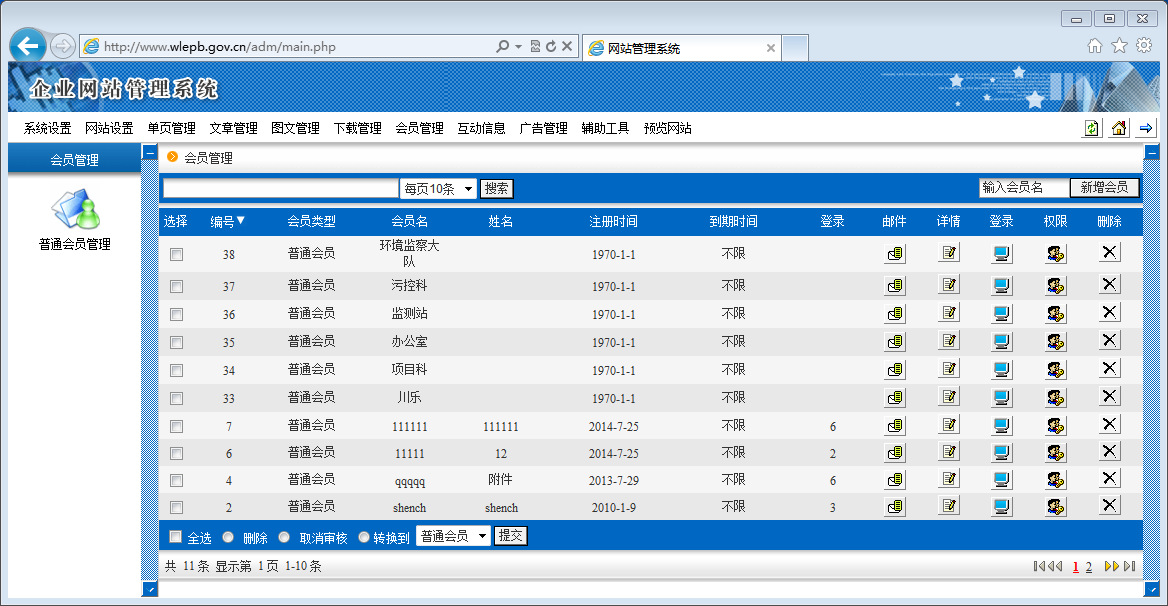 http://www.wlepb.gov.cn/adm/main.php
网站管理系统
企业网站管理系统
系统设置 网站设置 单页管理 文章管理 图文管理 下载管理 会员管理 互动信息 广告管理 辅助工具 预览网站
会员管理
普通会员管理
会员管理
每页10条 搜索 输入会员名 新增会员
选择 编号▼ 会员类型 会员名 姓名 注册时间 到期时间 登录 邮件 详情 登录 权限 删除
38 普通会员 环境监察大队 1970-1-1 不限
37 普通会员 污控科 1970-1-1 不限
36 普通会员 监测站 1970-1-1 不限
35 普通会员 办公室 1970-1-1 不限
34 普通会员 项目科 1970-1-1 不限
33 普通会员 川乐 1970-1-1 不限
7 普通会员 111111 111111 2014-7-25 不限 6
6 普通会员 11111 12 2014-7-25 不限 2
4 普通会员 qqqqq 附件 2013-7-29 不限 6
2 普通会员 shench shench 2010-1-9 不限 3
全选 删除 取消审核 转换到 普通会员 提交
共 11 条 显示第 1 页 1-10 条 1 2